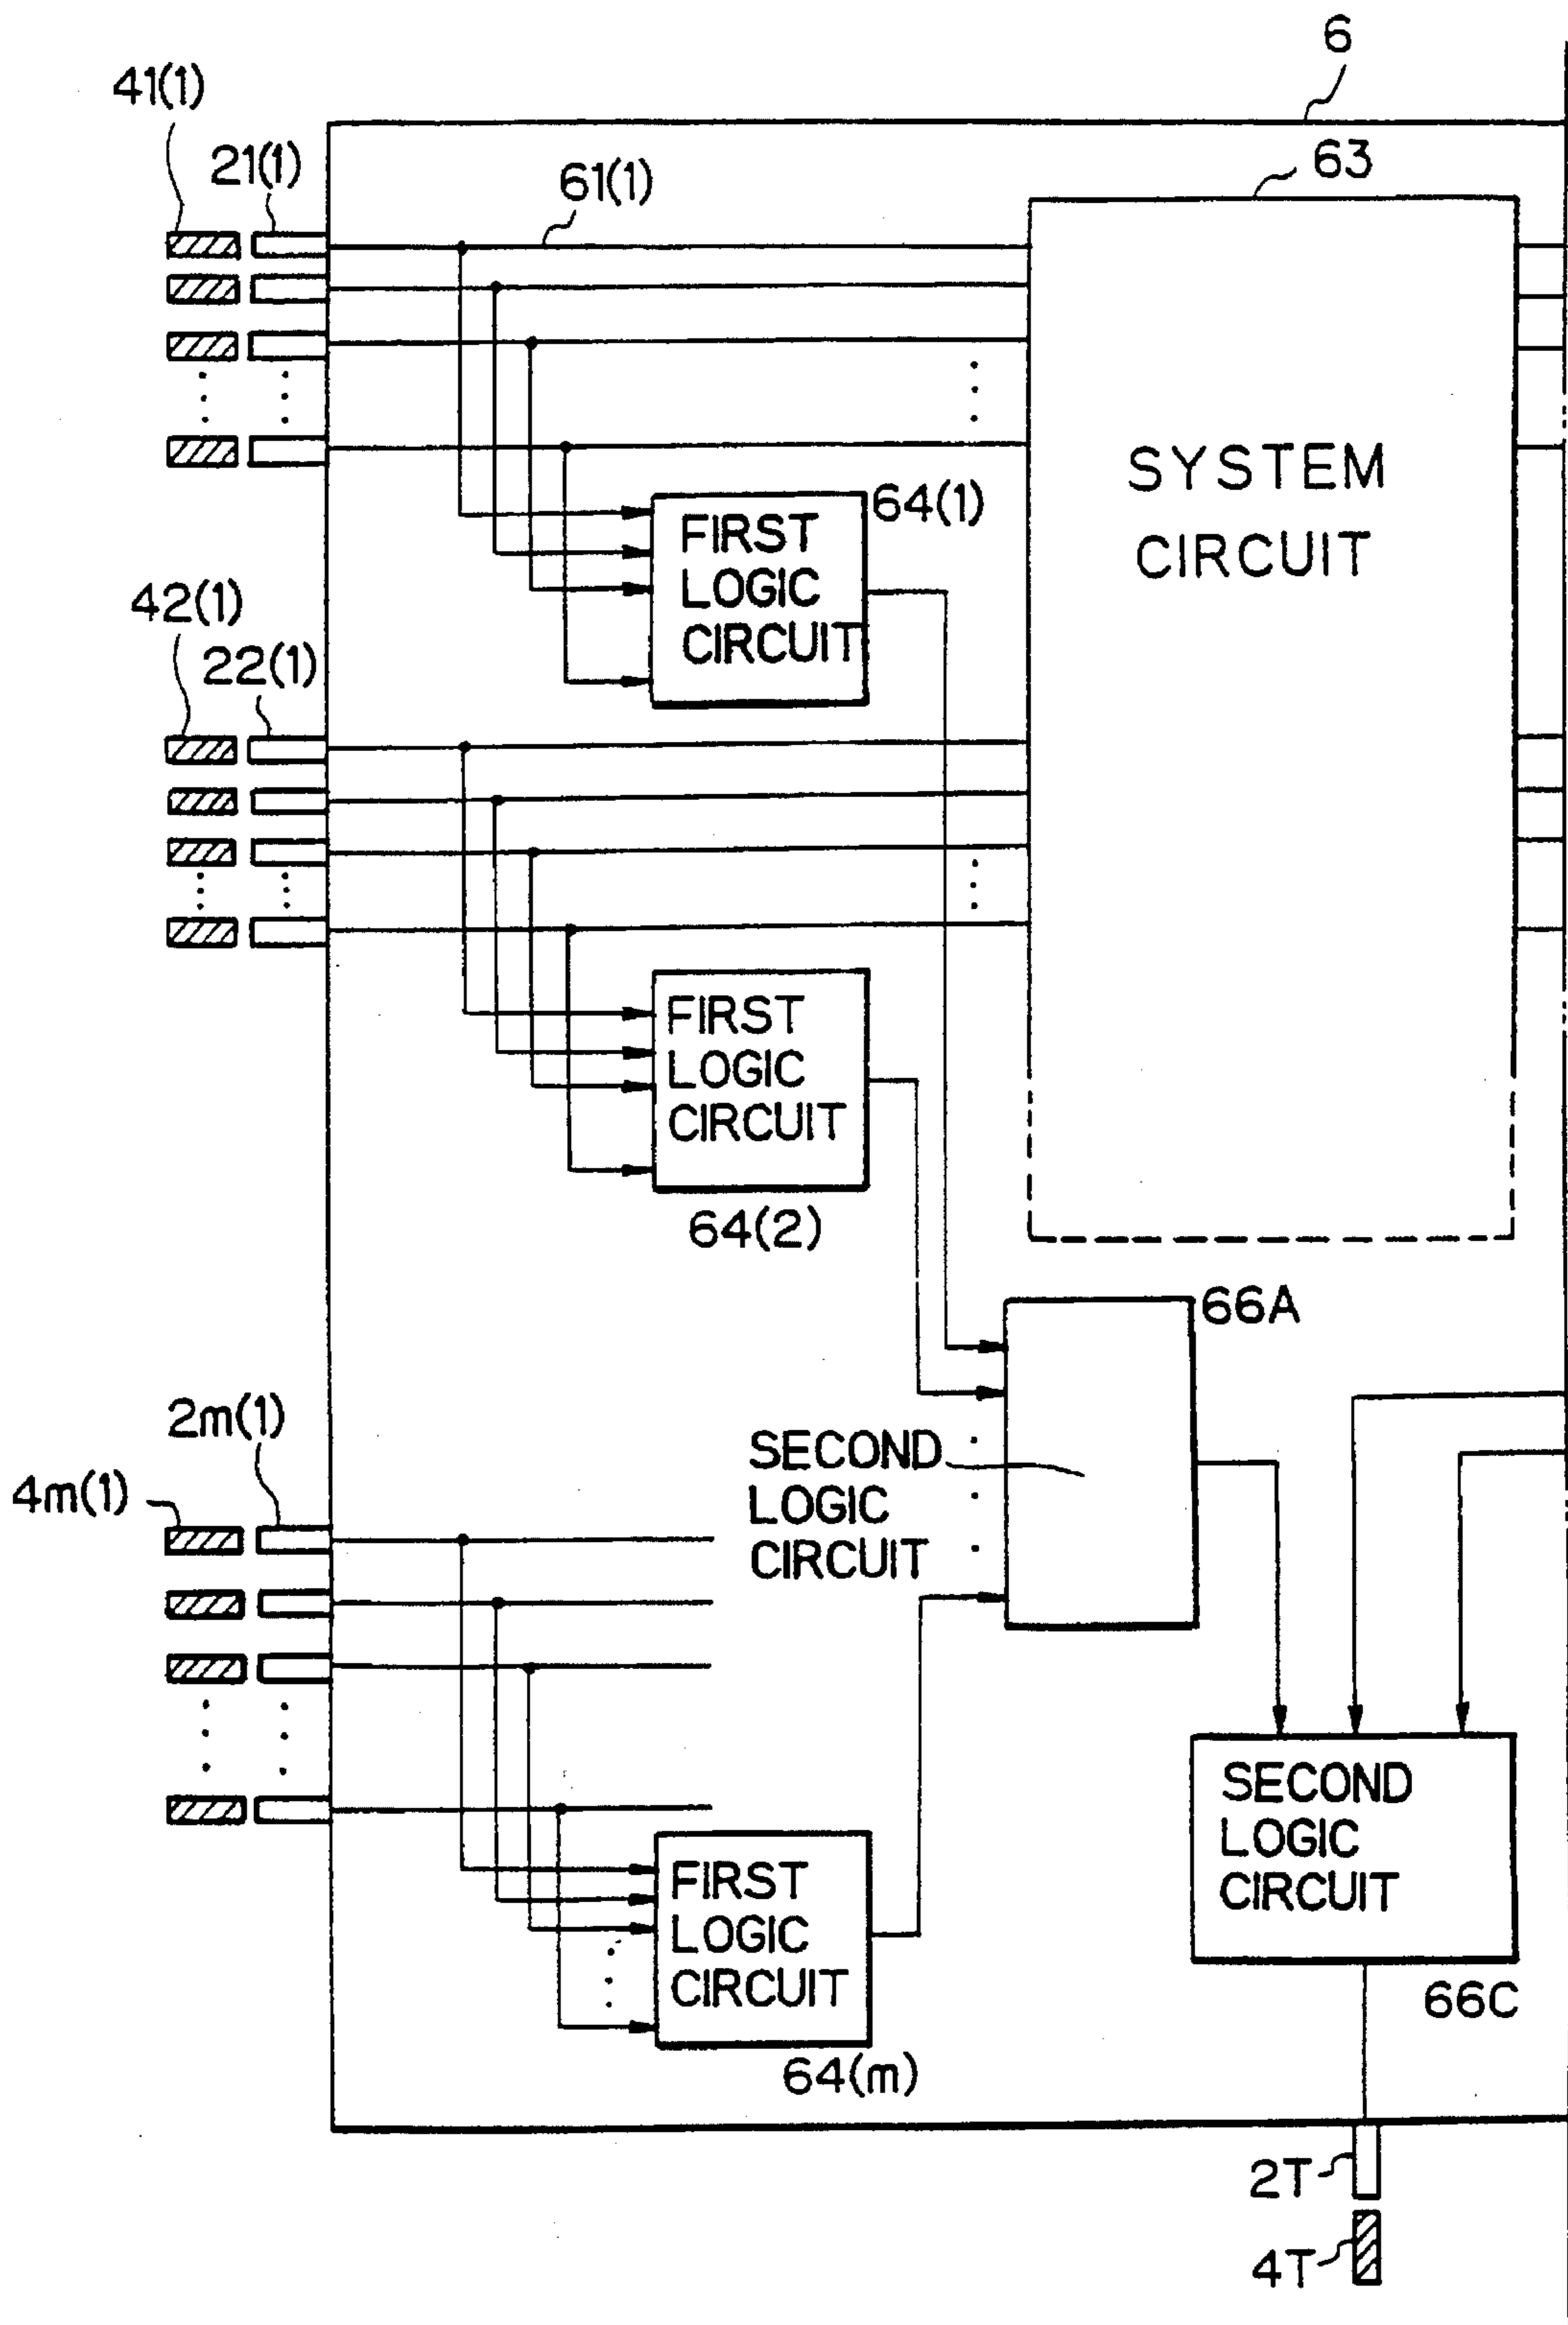 6
41(1)
21(1)
61(1)
63
SYSTEM
CIRCUIT
64(1)
FIRST
LOGIC
CIRCUIT
42(1)
22(1)
FIRST
LOGIC
CIRCUIT
64(2)
66A
2m(1)
4m(1)
SECOND
LOGIC
CIRCUIT
SECOND
LOGIC
CIRCUIT
66C
FIRST
LOGIC
CIRCUIT
64(m)
2T
4T